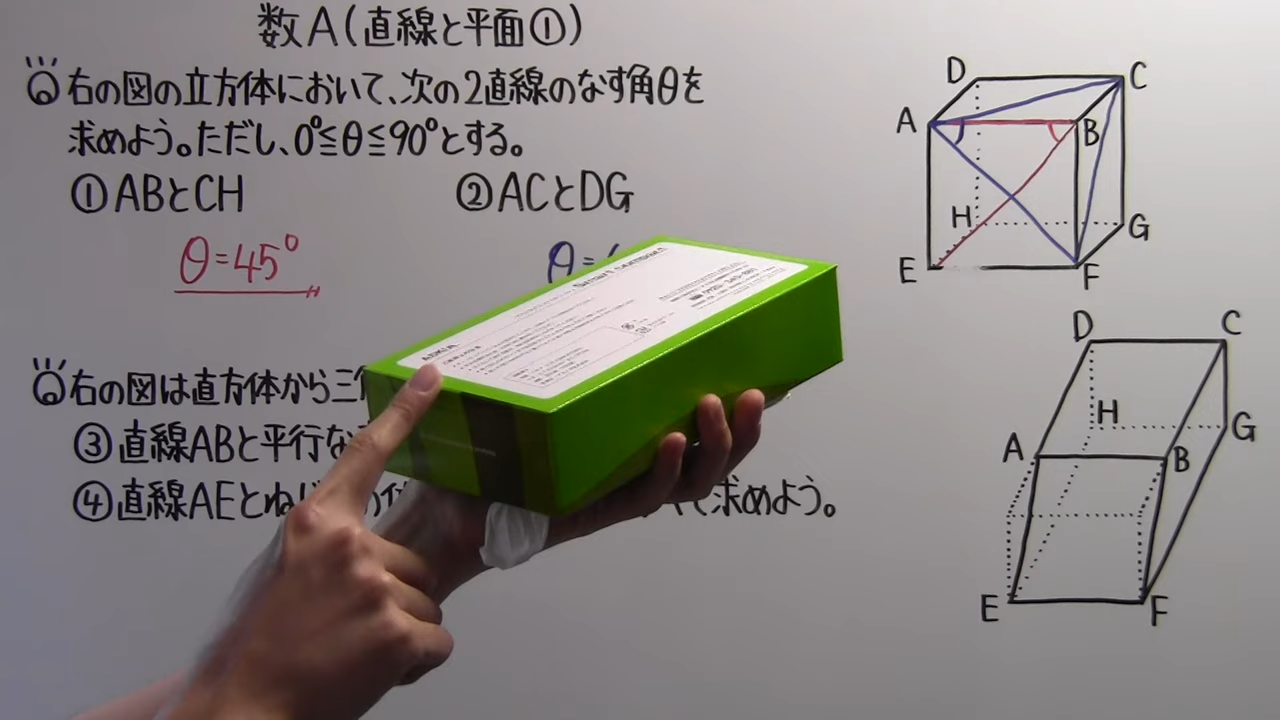 数A(直線と平面①)
Q 右の図の立方体において、次の2直線のなす角θを
求めよう。ただし、0°≦θ≦90°とする。
①ABとCH
②ACとDG
θ=45°
θ=
Q 右の図は直方体から三
③直線ABと平行な
④直線AEとねじ
求めよう。
D
C
A
B
H
G
E
F
D
C
H
G
A
B
E
F